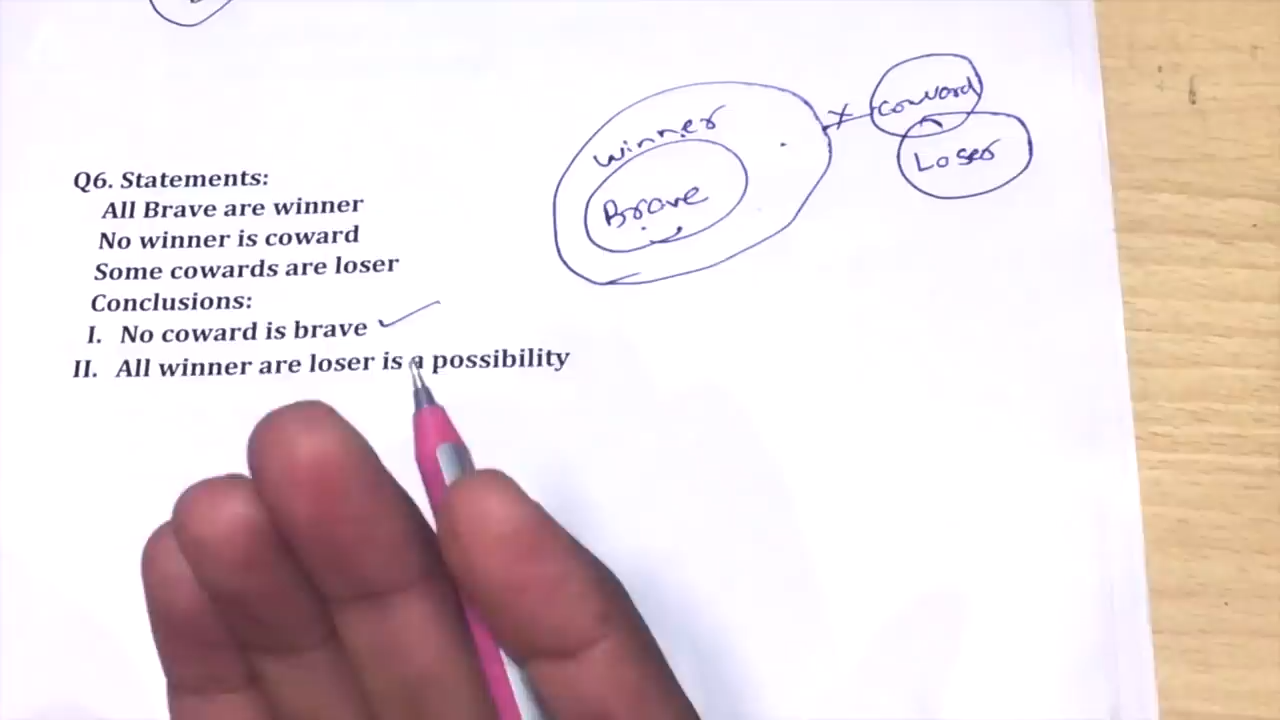 Q6. Statements:
All Brave are winner
No winner is coward
Some cowards are loser
Conclusions:
I. No coward is brave
II. All winner are loser is a possibility
winner
Brave
x
coward
Loser